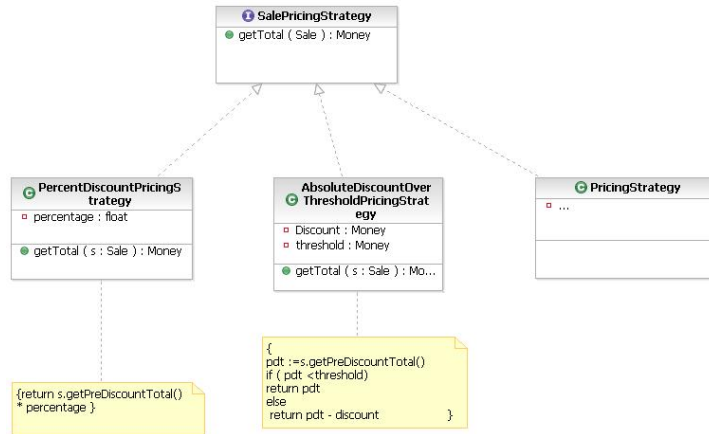 SalePricingStrategy
getTotal ( Sale ) : Money
PercentDiscountPricingS
trategy
percentage : float
getTotal ( s : Sale ) : Money
AbsoluteDiscountOver
ThresholdPricingStrat
egy
Discount : Money
threshold : Money
getTotal ( s : Sale ) : Mo...
PricingStrategy
...
{return s.getPreDiscountTotal()
* percentage }
{
pdt :=s.getPreDiscountTotal()
if ( pdt <threshold)
return pdt
else
return pdt - discount }